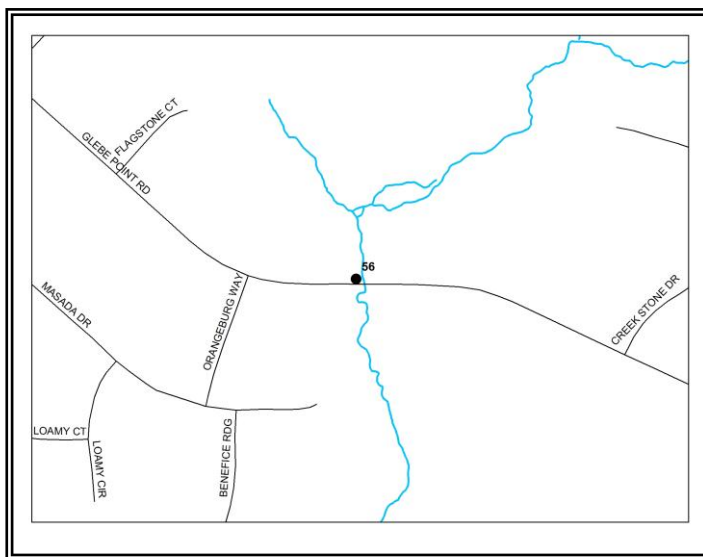 FLAGSTONE CT
GLEBE POINT RD
56
MASADA DR
ORANGEBURG WAY
CREEK STONE DR
LOAMY CT
LOAMY CIR
BENEFICE RDG